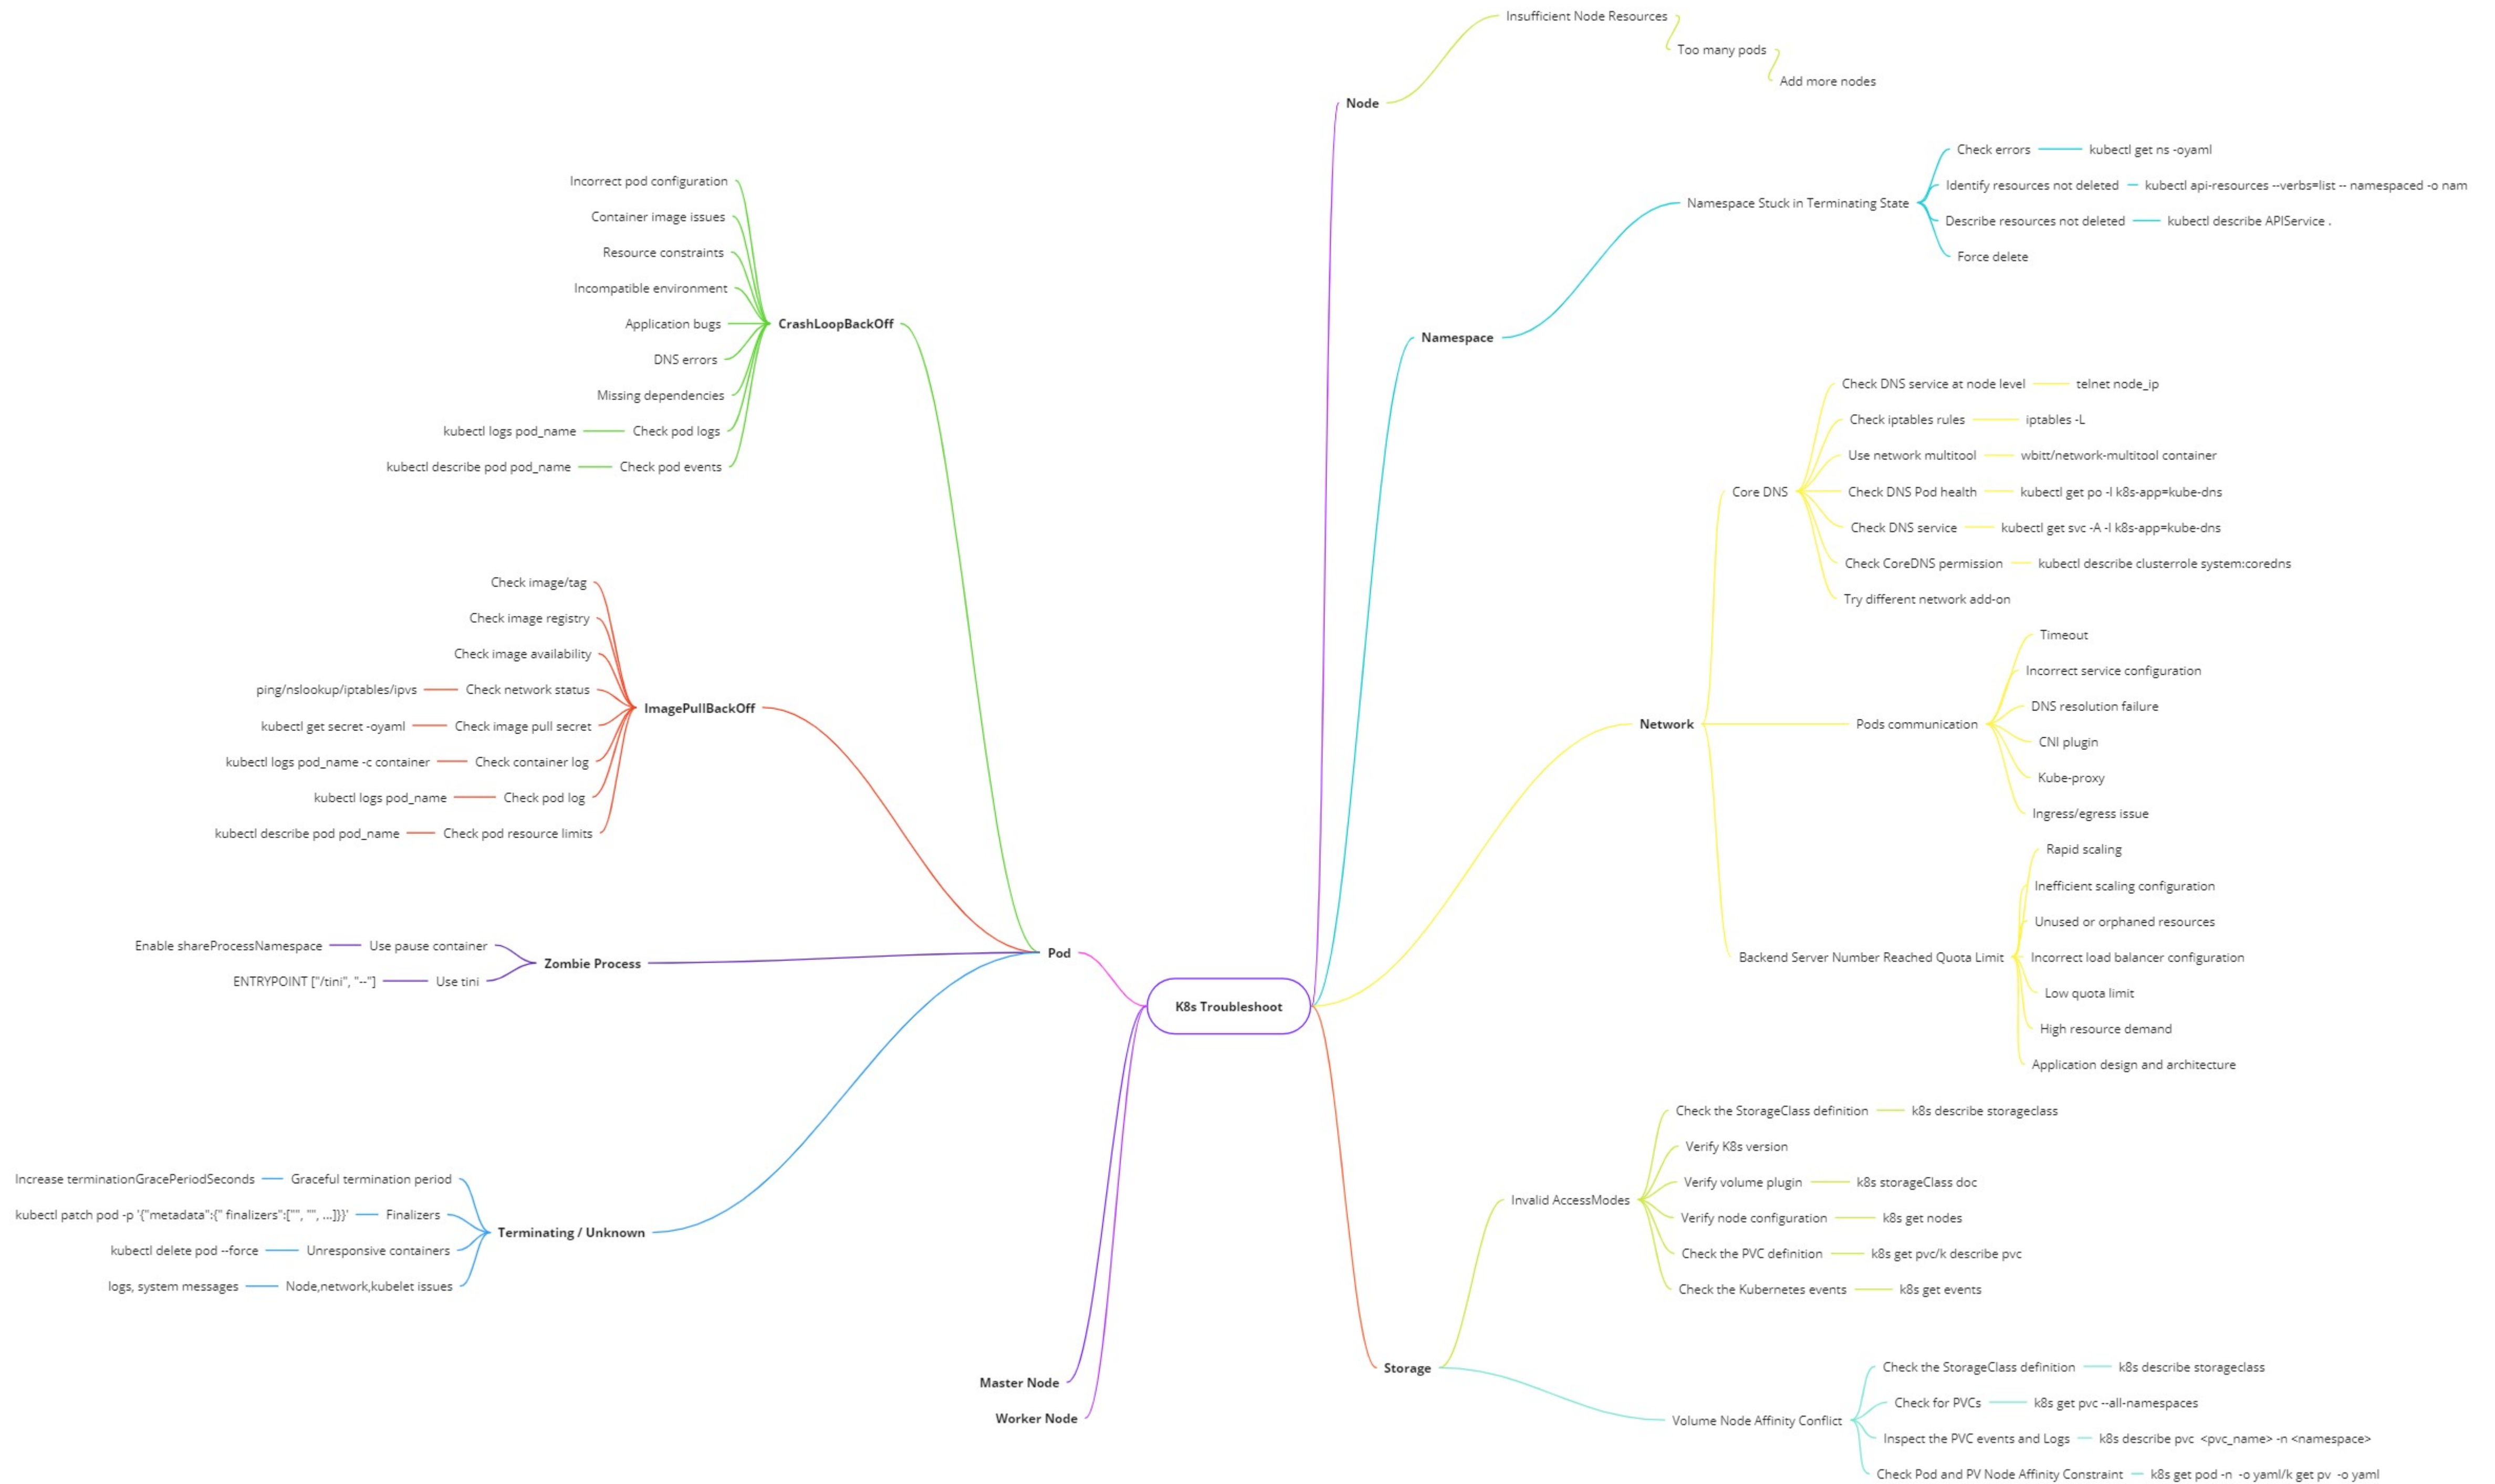 K8s Troubleshoot
Node
Insufficient Node Resources
Too many pods
Add more nodes
Namespace
Namespace Stuck in Terminating State
Check errors
kubectl get ns -oyaml
Identify resources not deleted
kubectl api-resources --verbs=list -- namespaced -o nam
Describe resources not deleted
kubectl describe APIService .
Force delete
Network
Core DNS
Check DNS service at node level
telnet node_ip
Check iptables rules
iptables -L
Use network multitool
wbitt/network-multitool container
Check DNS Pod health
kubectl get po -l k8s-app=kube-dns
Check DNS service
kubectl get svc -A -l k8s-app=kube-dns
Check CoreDNS permission
kubectl describe clusterrole system:coredns
Try different network add-on
Pods communication
Timeout
Incorrect service configuration
DNS resolution failure
CNI plugin
Kube-proxy
Ingress/egress issue
Backend Server Number Reached Quota Limit
Rapid scaling
Inefficient scaling configuration
Unused or orphaned resources
Incorrect load balancer configuration
Low quota limit
High resource demand
Application design and architecture
Storage
Invalid AccessModes
Check the StorageClass definition
k8s describe storageclass
Verify K8s version
Verify volume plugin
k8s storageClass doc
Verify node configuration
k8s get nodes
Check the PVC definition
k8s get pvc/k describe pvc
Check the Kubernetes events
k8s get events
Volume Node Affinity Conflict
Check the StorageClass definition
k8s describe storageclass
Check for PVCs
k8s get pvc --all-namespaces
Inspect the PVC events and Logs
k8s describe pvc  <pvc_name> -n <namespace>
Check Pod and PV Node Affinity Constraint
k8s get pod -n  -o yaml/k get pv  -o yaml
Pod
CrashLoopBackOff
Incorrect pod configuration
Container image issues
Resource constraints
Incompatible environment
Application bugs
DNS errors
Missing dependencies
Check pod logs
kubectl logs pod_name
Check pod events
kubectl describe pod pod_name
ImagePullBackOff
Check image/tag
Check image registry
Check image availability
Check network status
ping/nslookup/iptables/ipvs
Check image pull secret
kubectl get secret -oyaml
Check container log
kubectl logs pod_name -c container
Check pod log
kubectl logs pod_name
Check pod resource limits
kubectl describe pod pod_name
Zombie Process
Use pause container
Enable shareProcessNamespace
Use tini
ENTRYPOINT ["/tini", "--"]
Terminating / Unknown
Graceful termination period
Increase terminationGracePeriodSeconds
Finalizers
kubectl patch pod -p '{"metadata":{" finalizers":["", "", ...]}}'
Unresponsive containers
kubectl delete pod --force
Node,network,kubelet issues
logs, system messages
Master Node
Worker Node